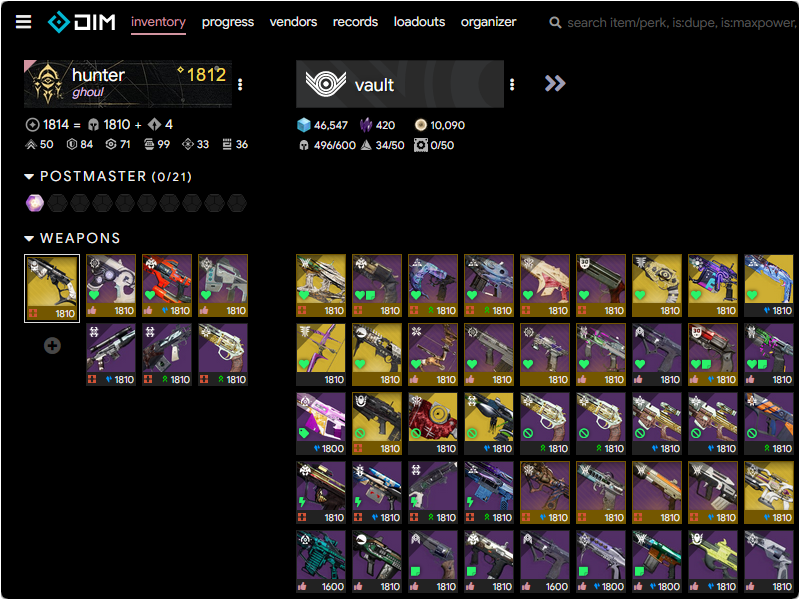 DIM inventory progress vendors records loadouts organizer search item/perk, is:dupe, is:maxpower,
hunter 1812
ghoul
vault
1814 = 1810 + 4
50 84 71 99 33 36
46,547 420 10,090
496/600 34/50 0/50
POSTMASTER (0/21)
WEAPONS
1810 1810 1810 1810 1810 1810 1810 1810 1810 1810 1810 1810 1810
1810 1810 1810 1810 1810 1810 1810 1810 1810 1810 1810 1810
1800 1810 1810 1810 1810 1810 1810 1810 1810
1810 1810 1810 1810 1810 1810 1810 1810 1810
1600 1810 1810 1810 1600 1800 1800 1810 1810